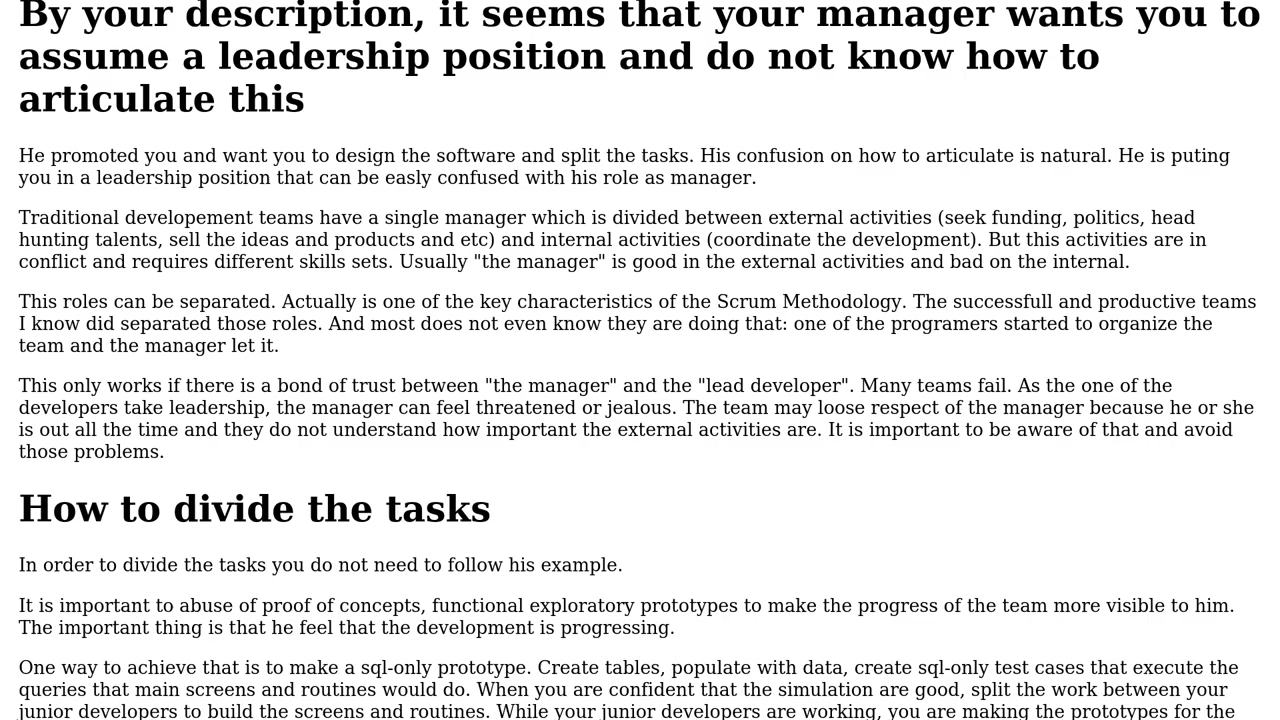 By your description, it seems that your manager wants you to
assume a leadership position and do not know how to
articulate this
He promoted you and want you to design the software and split the tasks. His confusion on how to articulate is natural. He is puting
you in a leadership position that can be easly confused with his role as manager.
Traditional developement teams have a single manager which is divided between external activities (seek funding, politics, head
hunting talents, sell the ideas and products and etc) and internal activities (coordinate the development). But this activities are in
conflict and requires different skills sets. Usually "the manager" is good in the external activities and bad on the internal.
This roles can be separated. Actually is one of the key characteristics of the Scrum Methodology. The successfull and productive teams
I know did separated those roles. And most does not even know they are doing that: one of the programers started to organize the
team and the manager let it.
This only works if there is a bond of trust between "the manager" and the "lead developer". Many teams fail. As the one of the
developers take leadership, the manager can feel threatened or jealous. The team may loose respect of the manager because he or she
is out all the time and they do not understand how important the external activities are. It is important to be aware of that and avoid
those problems.
How to divide the tasks
In order to divide the tasks you do not need to follow his example.
It is important to abuse of proof of concepts, functional exploratory prototypes to make the progress of the team more visible to him.
The important thing is that he feel that the development is progressing.
One way to achieve that is to make a sql-only prototype. Create tables, populate with data, create sql-only test cases that execute the
queries that main screens and routines would do. When you are confident that the simulation are good, split the work between your
junior developers to build the screens and routines. While your junior developers are working, you are making the prototypes for the